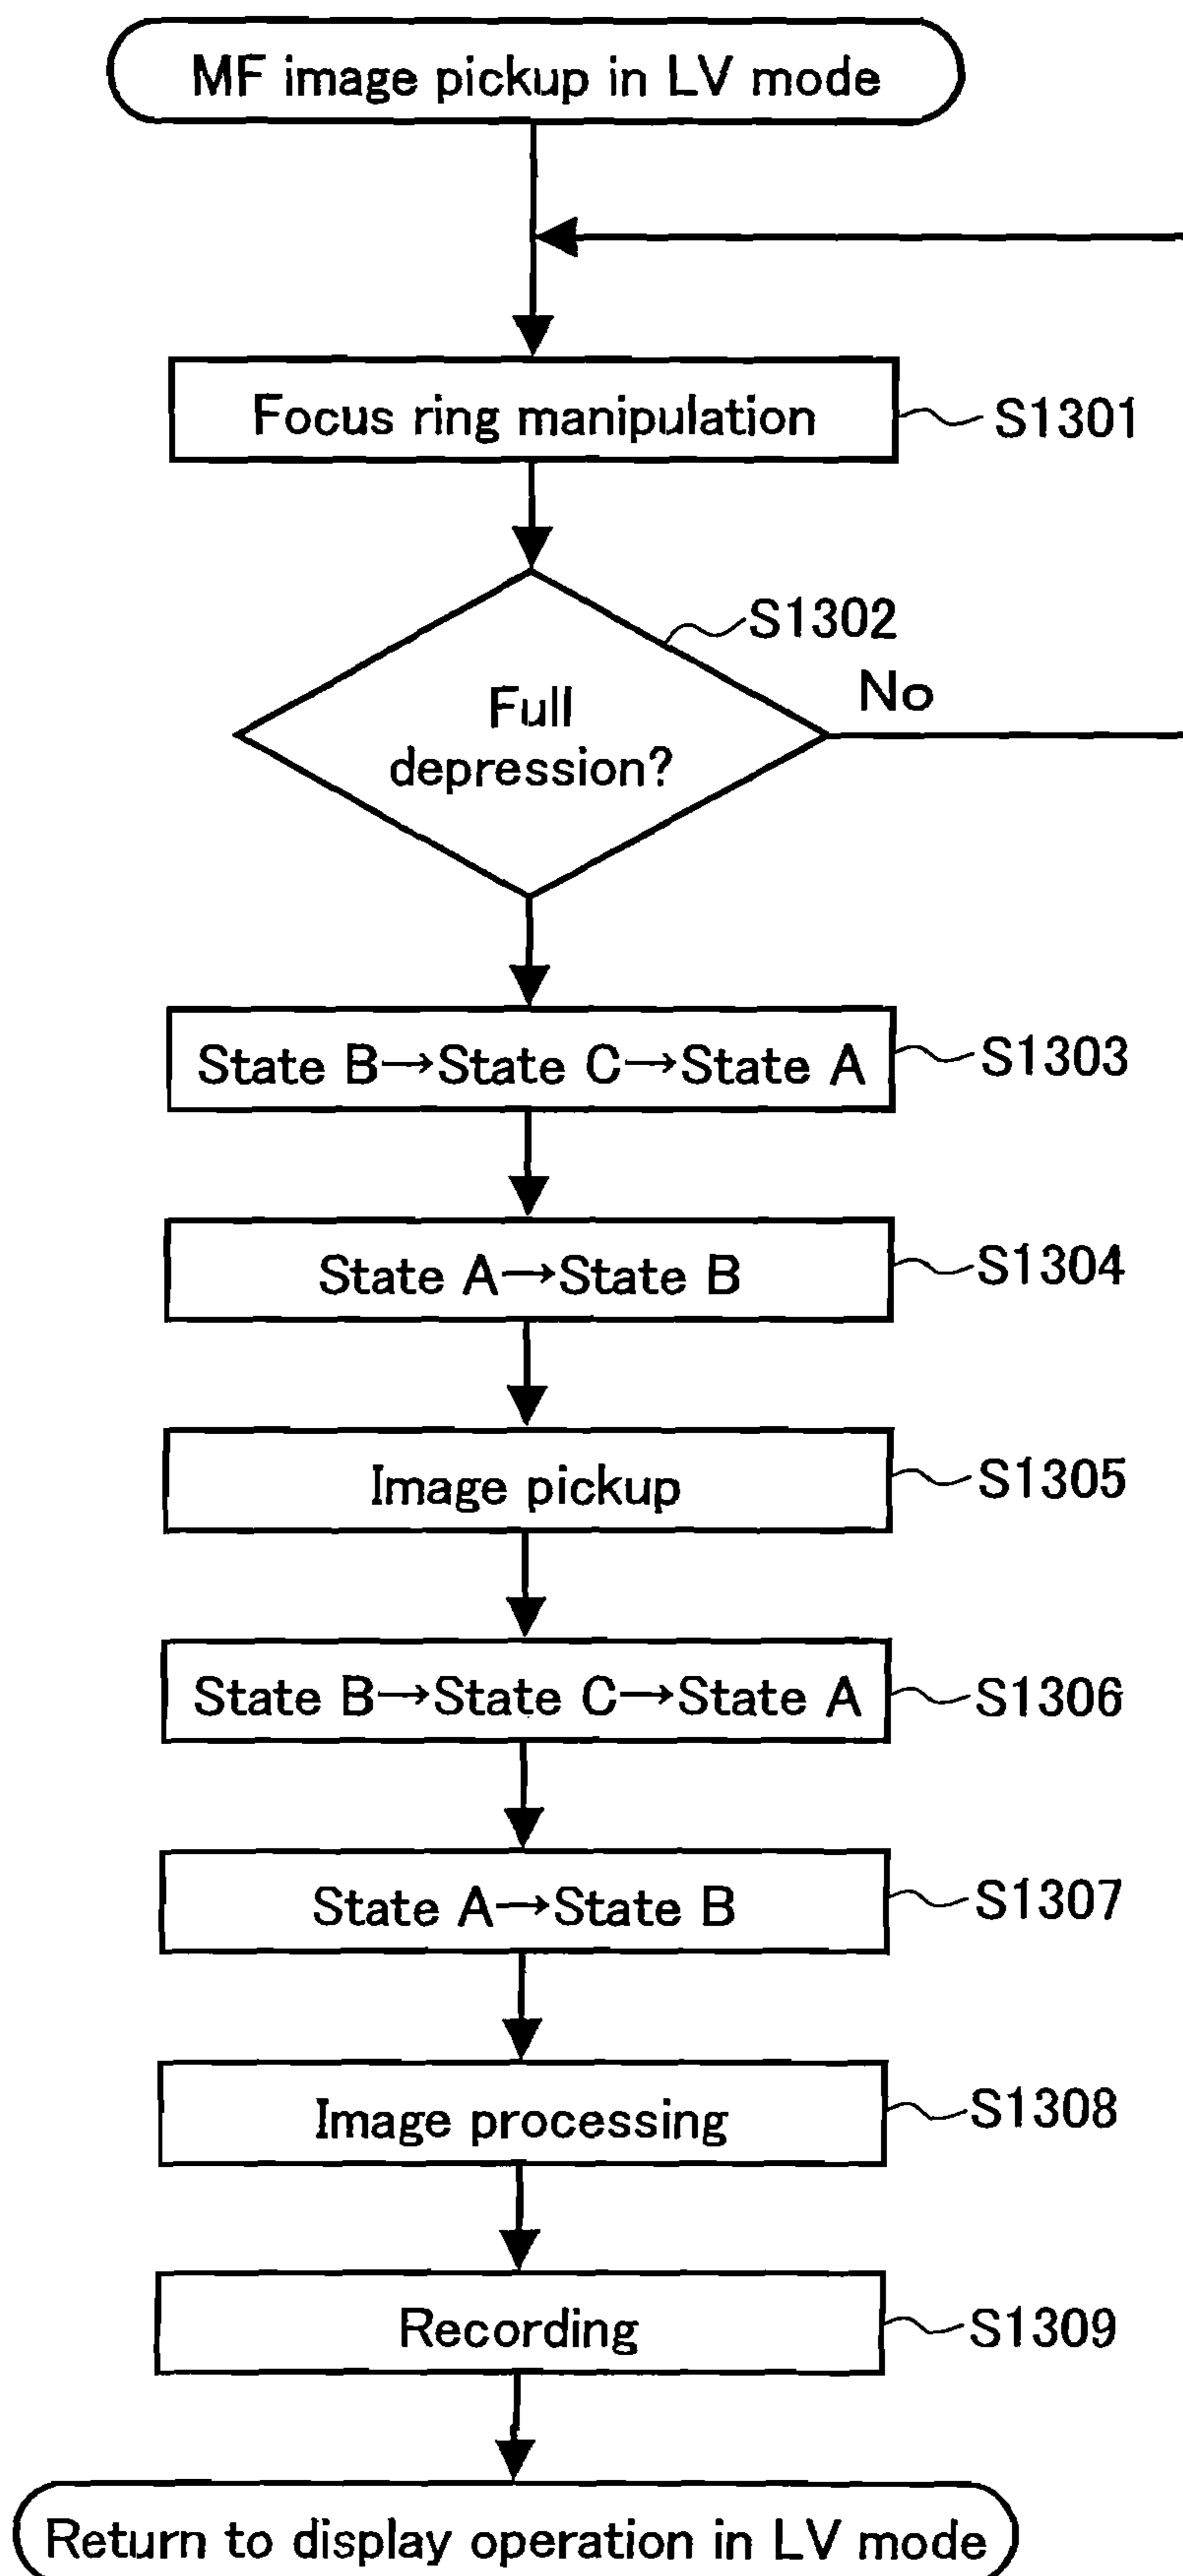 MF image pickup in LV mode
Focus ring manipulation
S1301
S1302
No
Full
depression?
State B→State C→State A
S1303
State A→State B
S1304
Image pickup
S1305
State B→State C→State A
S1306
State A→State B
S1307
Image processing
S1308
Recording
S1309
Return to display operation in LV mode